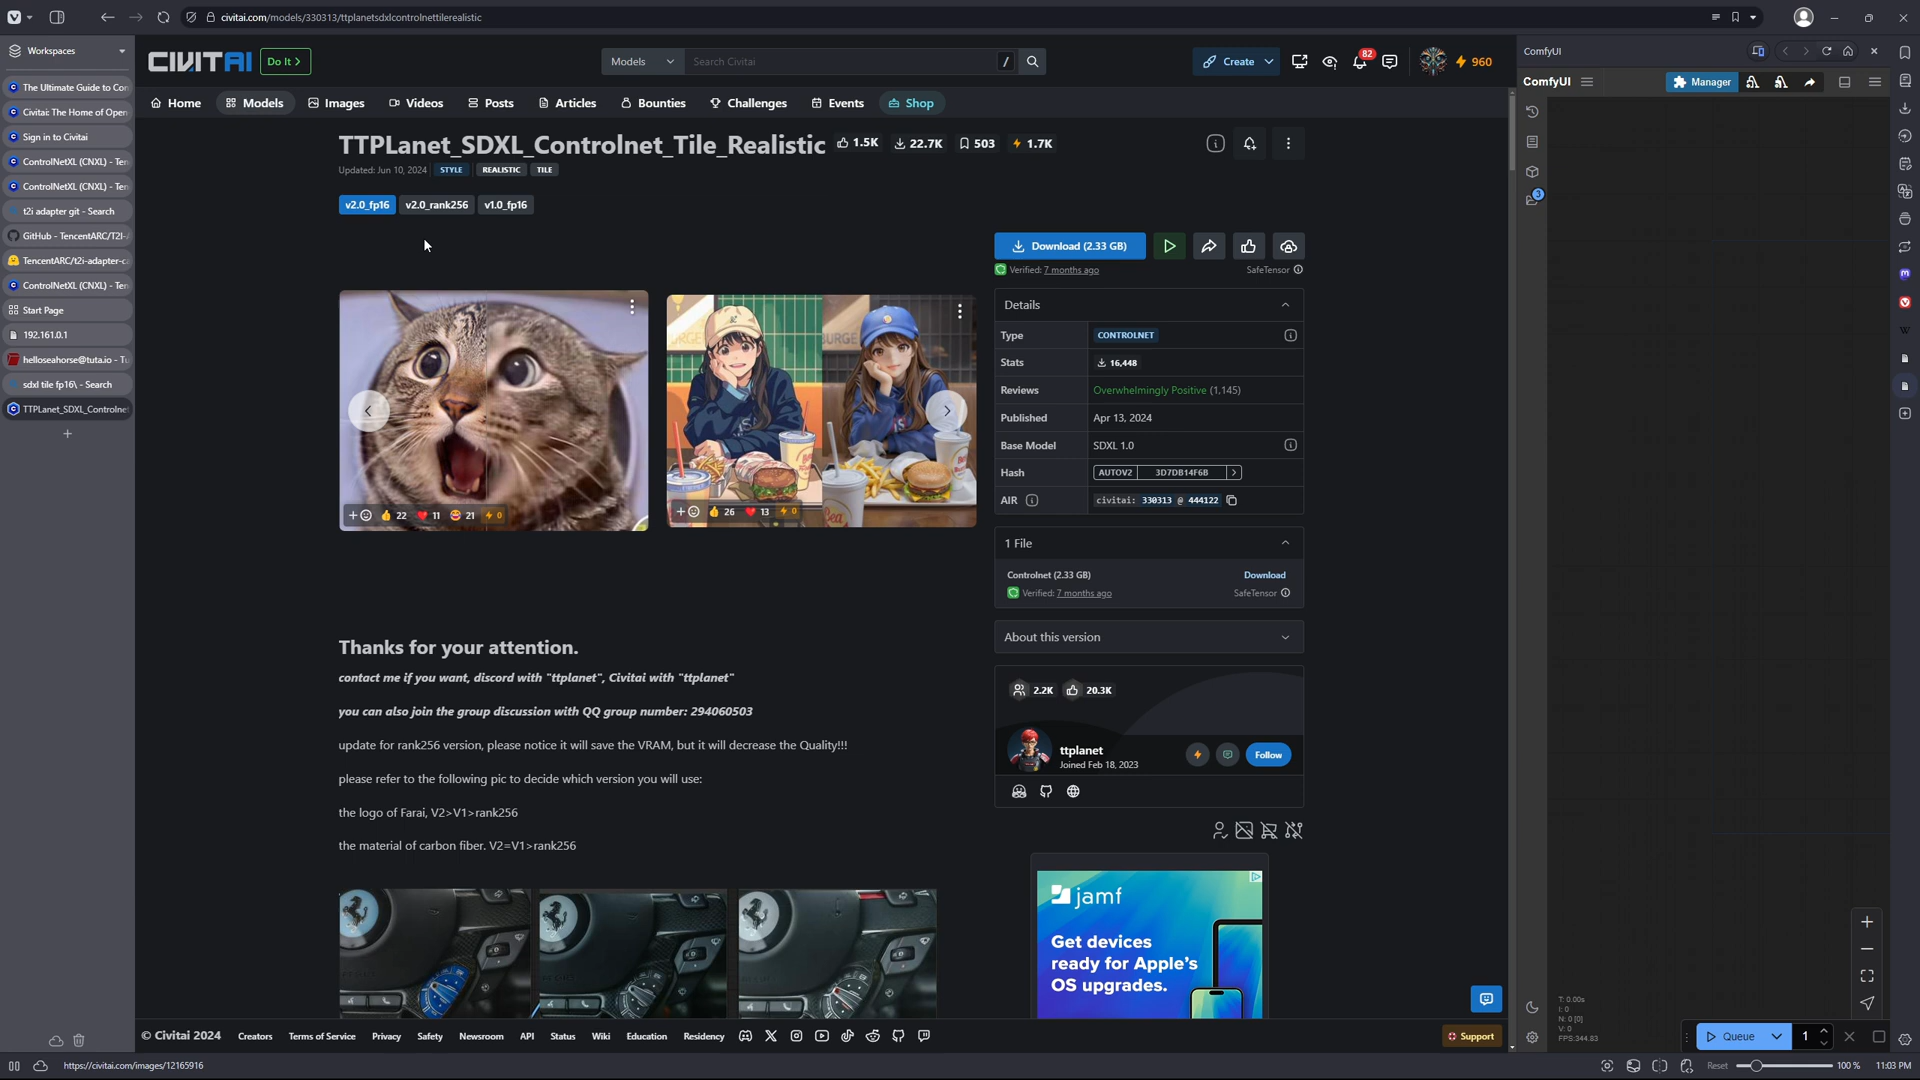 civitai.com/models/330313/ttplanetsdxlcontrolnettilerealistic
Workspaces
The Ultimate Guide to Con
Civitai: The Home of Open
Sign in to Civitai
ControlNetXL (CNXL) - Ten
ControlNetXL (CNXL) - Ten
t2i adapter git - Search
GitHub - TencentARC/T2I-
TencentARC/t2i-adapter-ca
ControlNetXL (CNXL) - Ten
Start Page
192.161.0.1
helloseahorse@tuta.io - Tu
sdxl tile fp16\ - Search
TTPLanet_SDXL_Controlnet
CIVITAI
Do It >
Models
Search Civitai
/
Create
82
960
Home
Models
Images
Videos
Posts
Articles
Bounties
Challenges
Events
Shop
TTPLanet_SDXL_Controlnet_Tile_Realistic
1.5K
22.7K
503
1.7K
Updated: Jun 10, 2024
STYLE
REALISTIC
TILE
v2.0_fp16
v2.0_rank256
v1.0_fp16
22
11
21
0
26
13
0
Thanks for your attention.
contact me if you want, discord with "ttplanet", Civitai with "ttplanet"
you can also join the group discussion with QQ group number: 294060503
update for rank256 version, please notice it will save the VRAM, but it will decrease the Quality!!!
please refer to the following pic to decide which version you will use:
the logo of Farai, V2>V1>rank256
the material of carbon fiber. V2=V1>rank256
Download (2.33 GB)
Verified: 7 months ago
SafeTensor
Details
Type
CONTROLNET
Stats
16,448
Reviews
Overwhelmingly Positive (1,145)
Published
Apr 13, 2024
Base Model
SDXL 1.0
Hash
AUTOV2
3D7DB14F6B
AIR
civitai: 330313 @ 444122
1 File
Controlnet (2.33 GB)
Download
Verified: 7 months ago
SafeTensor
About this version
2.2K
20.3K
ttplanet
Joined Feb 18, 2023
Follow
jamf
Get devices
ready for Apple's
OS upgrades.
© Civitai 2024
Creators
Terms of Service
Privacy
Safety
Newsroom
API
Status
Wiki
Education
Residency
Support
ComfyUI
ComfyUI
Manager
3
T: 0.00s
I: 0
N: 0 [0]
V: 0
FPS:344.83
Queue
1
https://civitai.com/images/12165916
Reset
100 %
11:03 PM